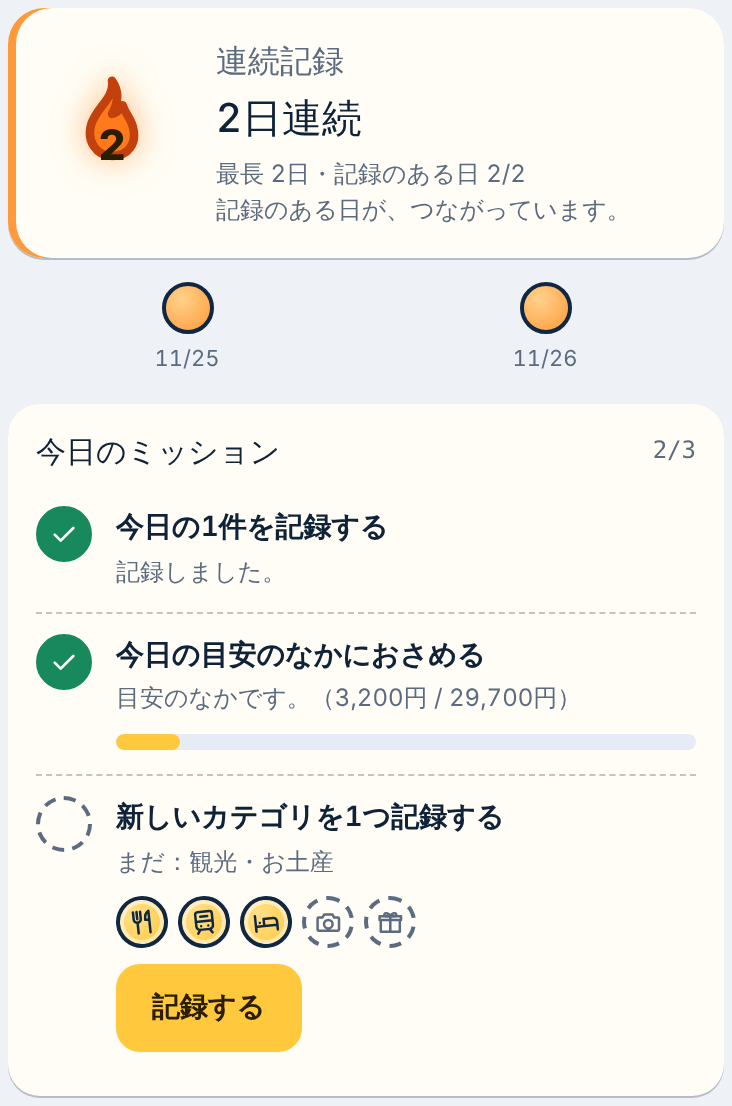 連続記録
2
2日連続
最長 2日・記録のある日 2/2
記録のある日が、つながっています。
11/25
11/26
今日のミッション
2/3
今日の1件を記録する
記録しました。
今日の目安のなかにおさめる
目安のなかです。（3,200円 / 29,700円）
新しいカテゴリを1つ記録する
まだ：観光・お土産
記録する